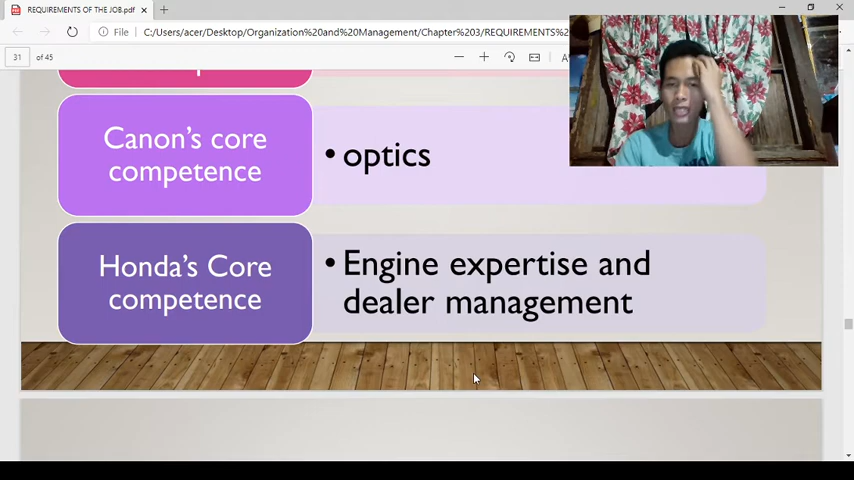 REQUIREMENTS OF THE JOB.pdf
File
C:/Users/acer/Desktop/Organization%20and%20Management/Chapter%203/REQUIREMENTS%2
31
of 45
Canon's core
competence
• optics
Honda's Core
competence
• Engine expertise and
dealer management